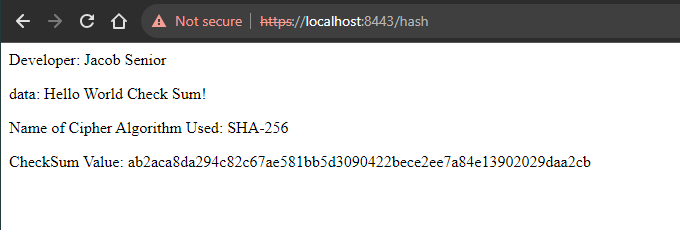 Not secure https://localhost:8443/hash
Developer: Jacob Senior
data: Hello World Check Sum!
Name of Cipher Algorithm Used: SHA-256
CheckSum Value: ab2aca8da294c82c67ae581bb5d3090422bece2ee7a84e13902029daa2cb